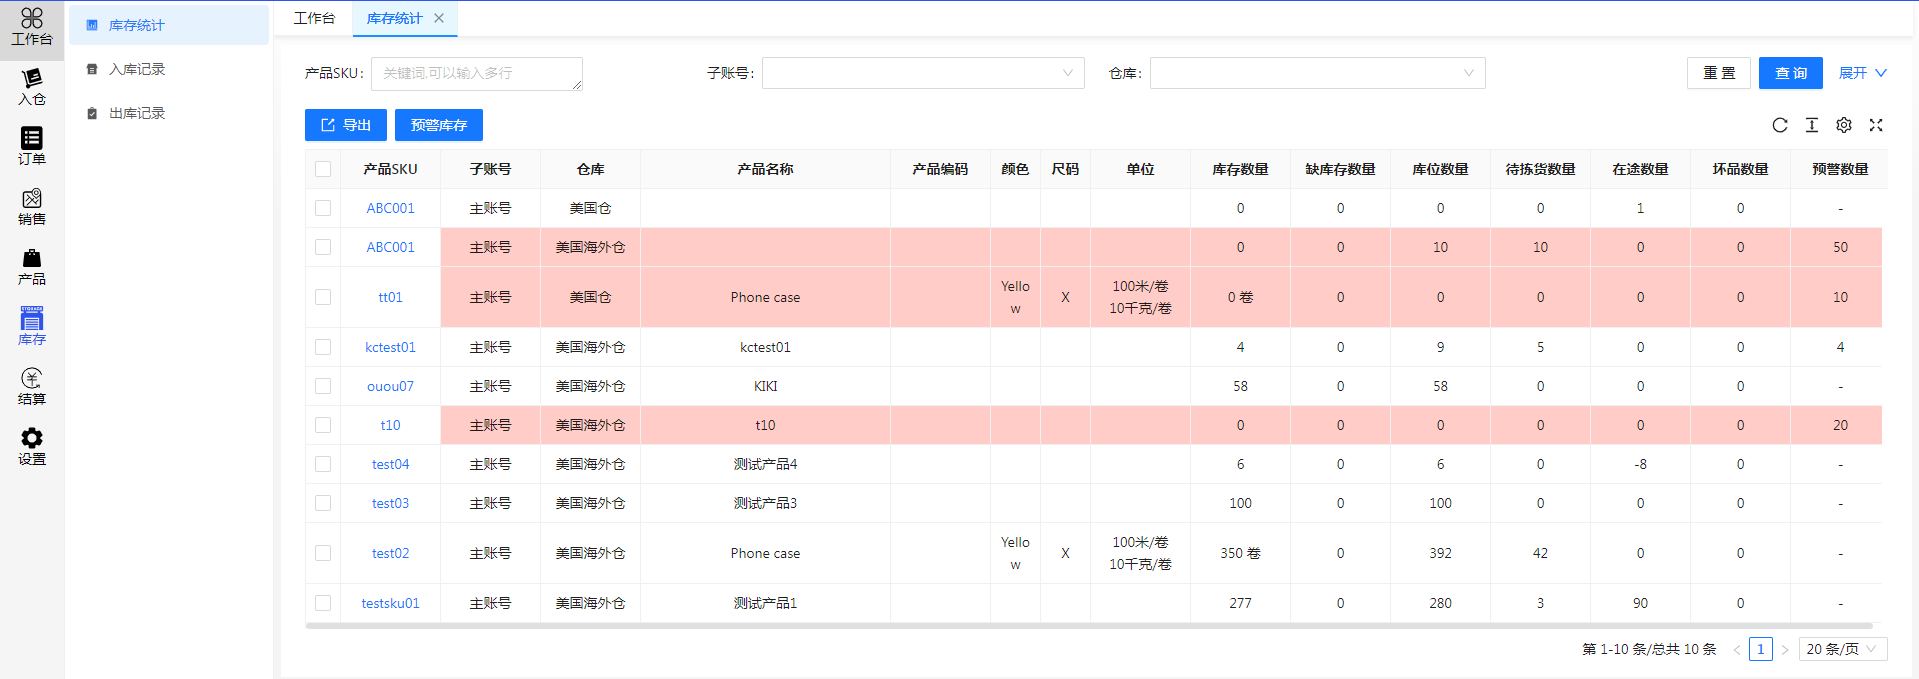 工作台
入仓
订单
销售
产品
STORAGE
库存
结算
设置
库存统计
入库记录
出库记录
工作台 库存统计
产品SKU: 关键词,可以输入多行 子账号: 仓库: 重 置 查 询 展开
导出 预警库存
产品SKU 子账号 仓库 产品名称 产品编码 颜色 尺码 单位 库存数量 缺库存数量 库位数量 待拣货数量 在途数量 坏品数量 预警数量
ABC001 主账号 美国仓 0 0 0 0 1 0 -
ABC001 主账号 美国海外仓 0 0 10 10 0 0 50
tt01 主账号 美国仓 Phone case Yello
w X 100米/卷
10千克/卷 0 卷 0 0 0 0 0 10
kctest01 主账号 美国海外仓 kctest01 4 0 9 5 0 0 4
ouou07 主账号 美国海外仓 KIKI 58 0 58 0 0 0 -
t10 主账号 美国海外仓 t10 0 0 0 0 0 0 20
test04 主账号 美国海外仓 测试产品4 6 0 6 0 -8 0 -
test03 主账号 美国海外仓 测试产品3 100 0 100 0 0 0 -
test02 主账号 美国海外仓 Phone case Yello
w X 100米/卷
10千克/卷 350 卷 0 392 42 0 0 -
testsku01 主账号 美国海外仓 测试产品1 277 0 280 3 90 0 -
第 1-10 条/总共 10 条 < 1 > 20 条/页